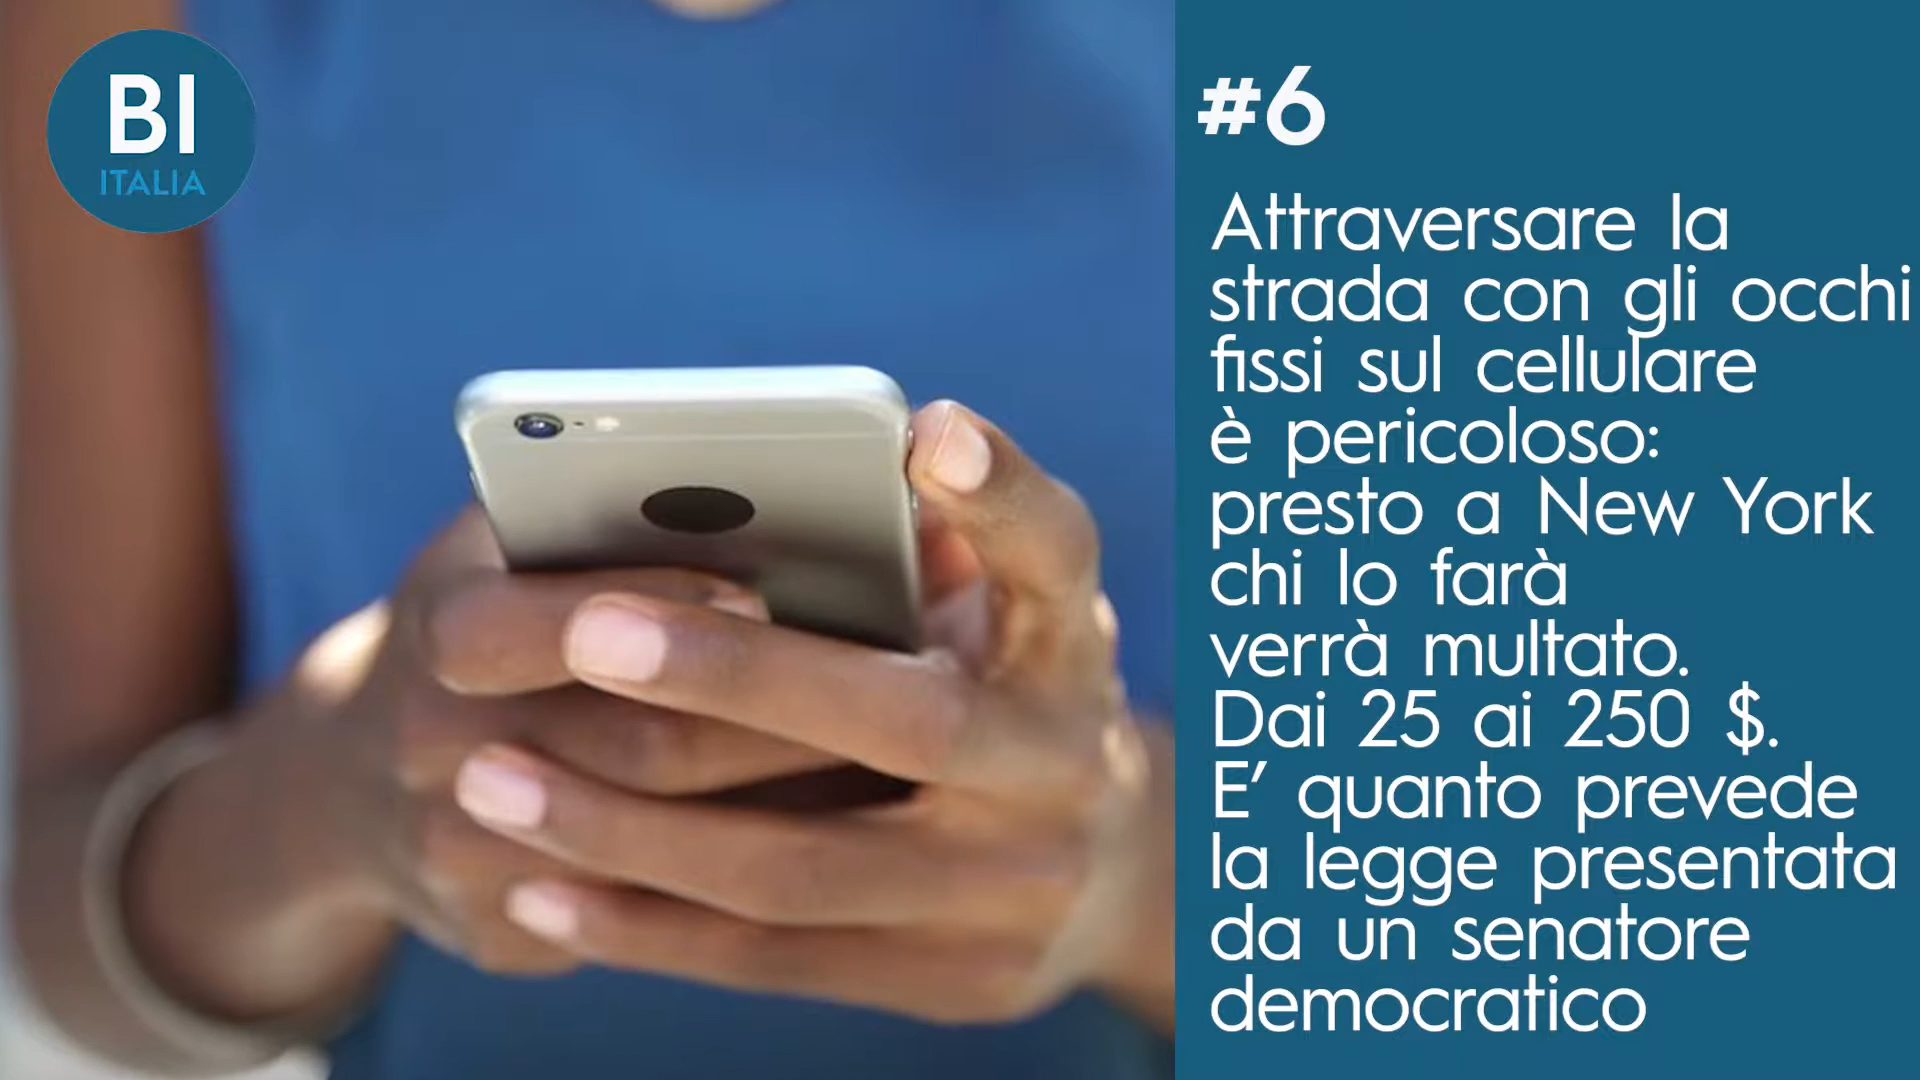 BI
ITALIA
#6
Attraversare la
strada con gli occhi
fissi sul cellulare
è pericoloso:
presto a New York
chi lo farà
verrà multato.
Dai 25 ai 250 $.
E’ quanto prevede
la legge presentata
da un senatore
democratico